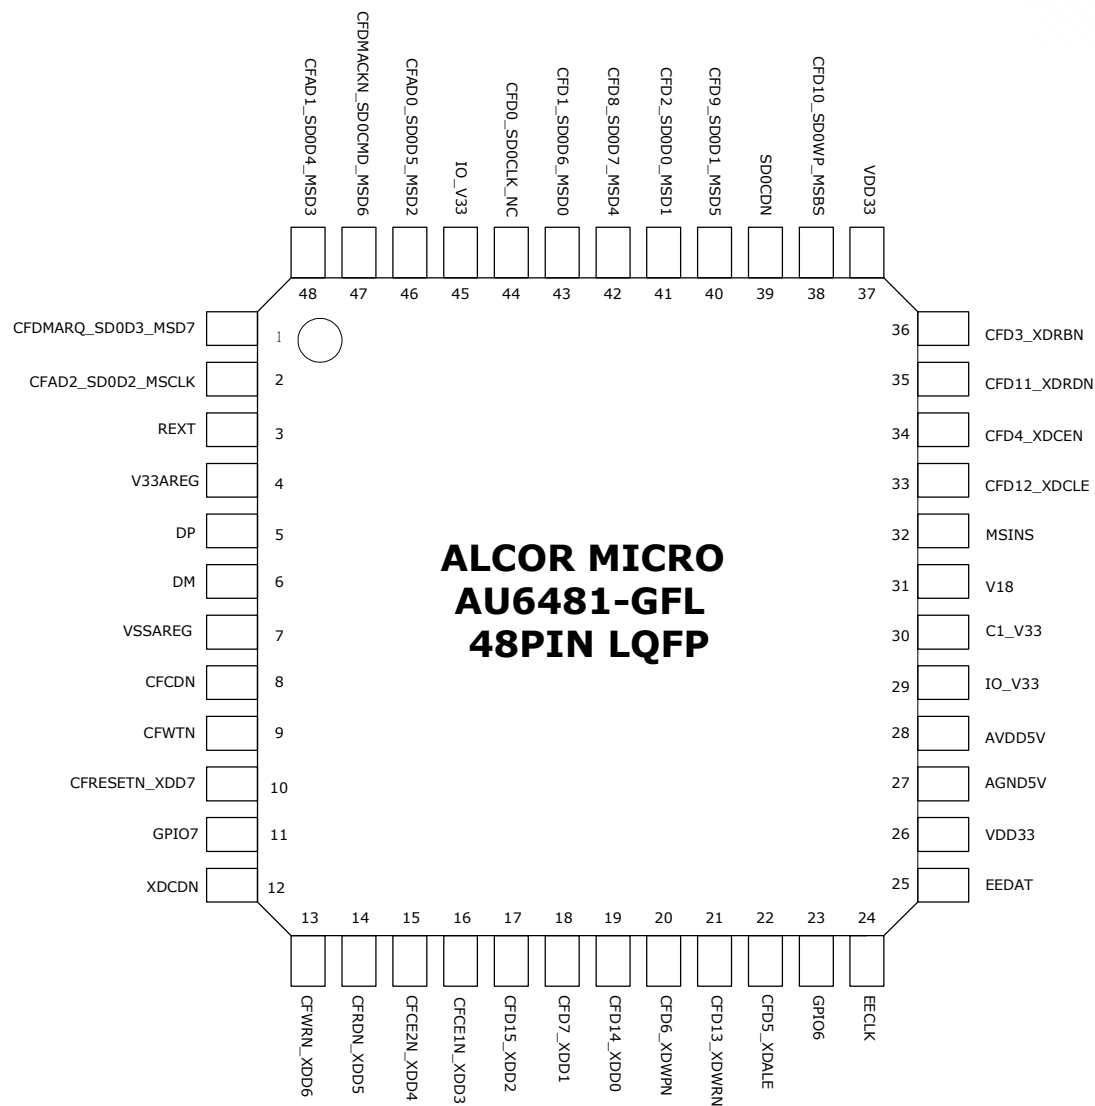 CFAD1_SD0D4_MSD3
CFDMACKN_SD0CMD_MSD6
CFAD0_SD0D5_MSD2
IO_V33
CFD0_SD0CLK_NC
CFD1_SD0D6_MSD0
CFD8_SD0D7_MSD4
CFD2_SD0D0_MSD1
CFD9_SD0D1_MSD5
SD0CDN
CFD10_SD0WP_MSBS
VDD33
48 47 46 45 44 43 42 41 40 39 38 37
CFDMARQ_SD0D3_MSD7 1
CFAD2_SD0D2_MSCLK 2
REXT 3
V33AREG 4
DP 5
DM 6
VSSAREG 7
CFCDN 8
CFWTN 9
CFRESETN_XDD7 10
GPIO7 11
XDCDN 12
ALCOR MICRO
AU6481-GFL
48PIN LQFP
36 CFD3_XDRBN
35 CFD11_XDRDN
34 CFD4_XDCEN
33 CFD12_XDCLE
32 MSINS
31 V18
30 C1_V33
29 IO_V33
28 AVDD5V
27 AGND5V
26 VDD33
25 EEDAT
13 14 15 16 17 18 19 20 21 22 23 24
CFWRN_XDD6
CFRDN_XDD5
CFCE2N_XDD4
CFCE1N_XDD3
CFD15_XDD2
CFD7_XDD1
CFD14_XDD0
CFD6_XDWPN
CFD13_XDWRN
CFD5_XDALE
GPIO6
EECLK